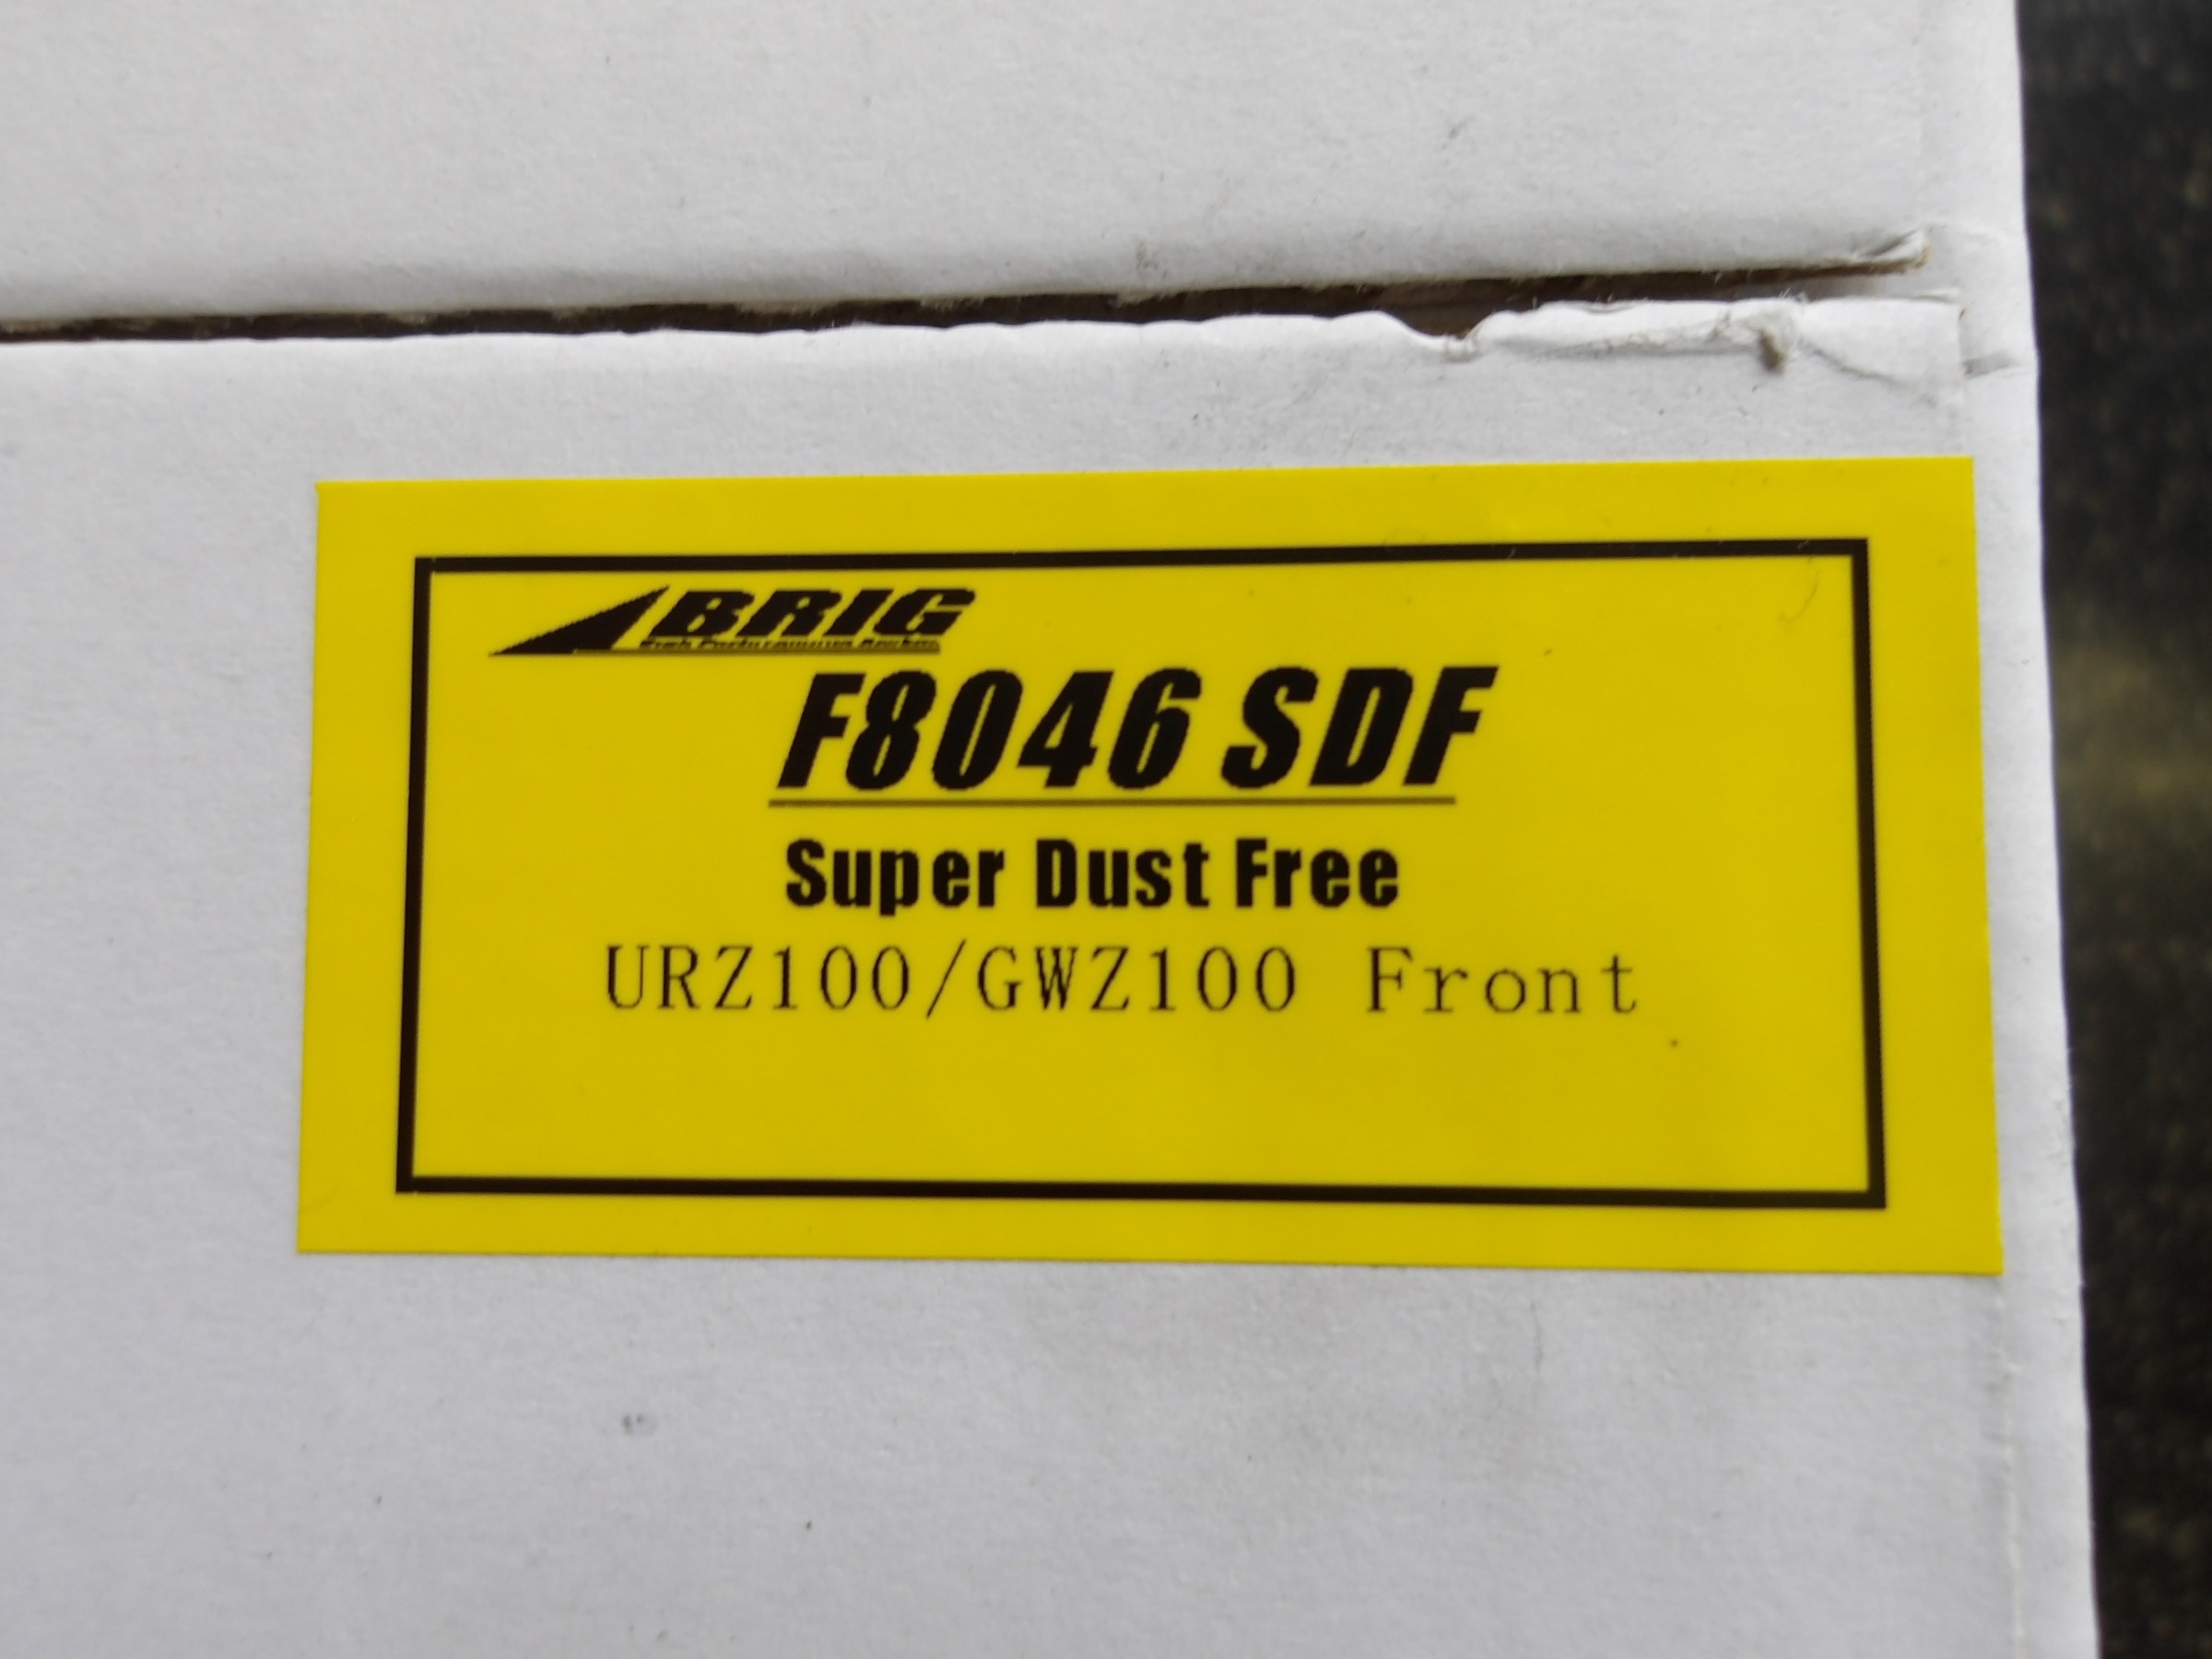 BRIG
F8046 SDF
Super Dust Free
URZ100/GWZ100 Front